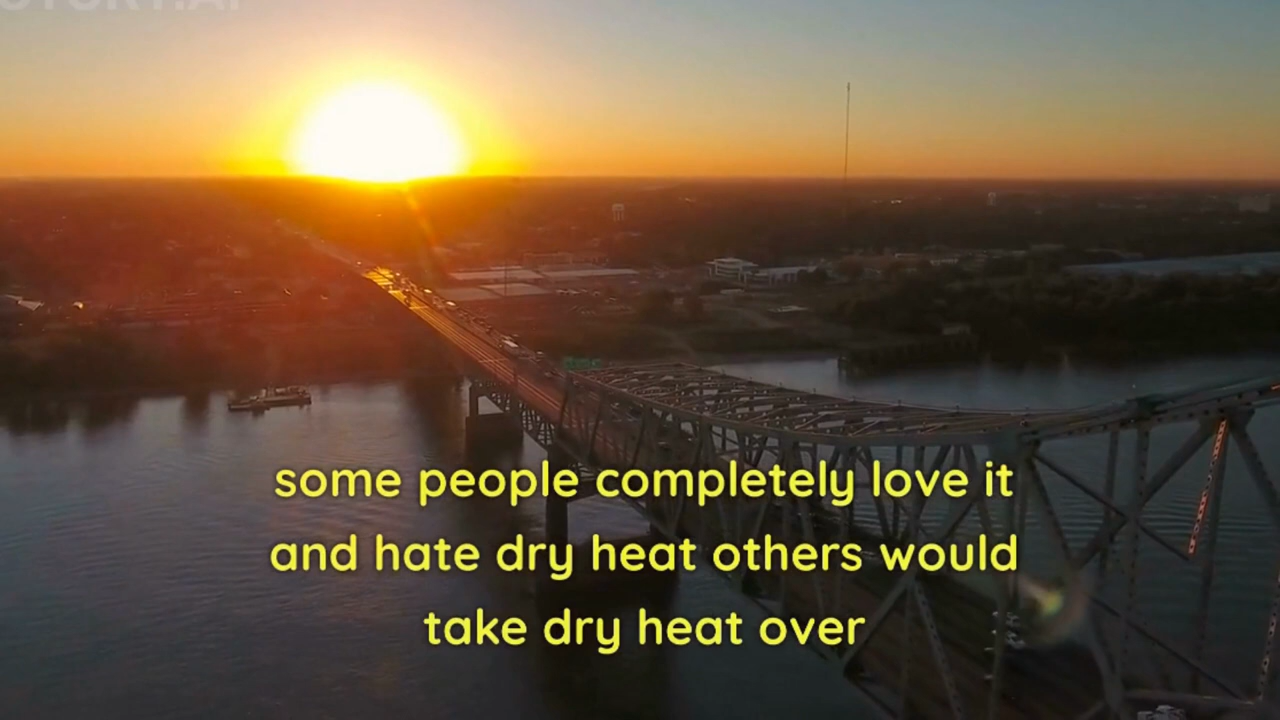 some people completely love it
and hate dry heat others would
take dry heat over